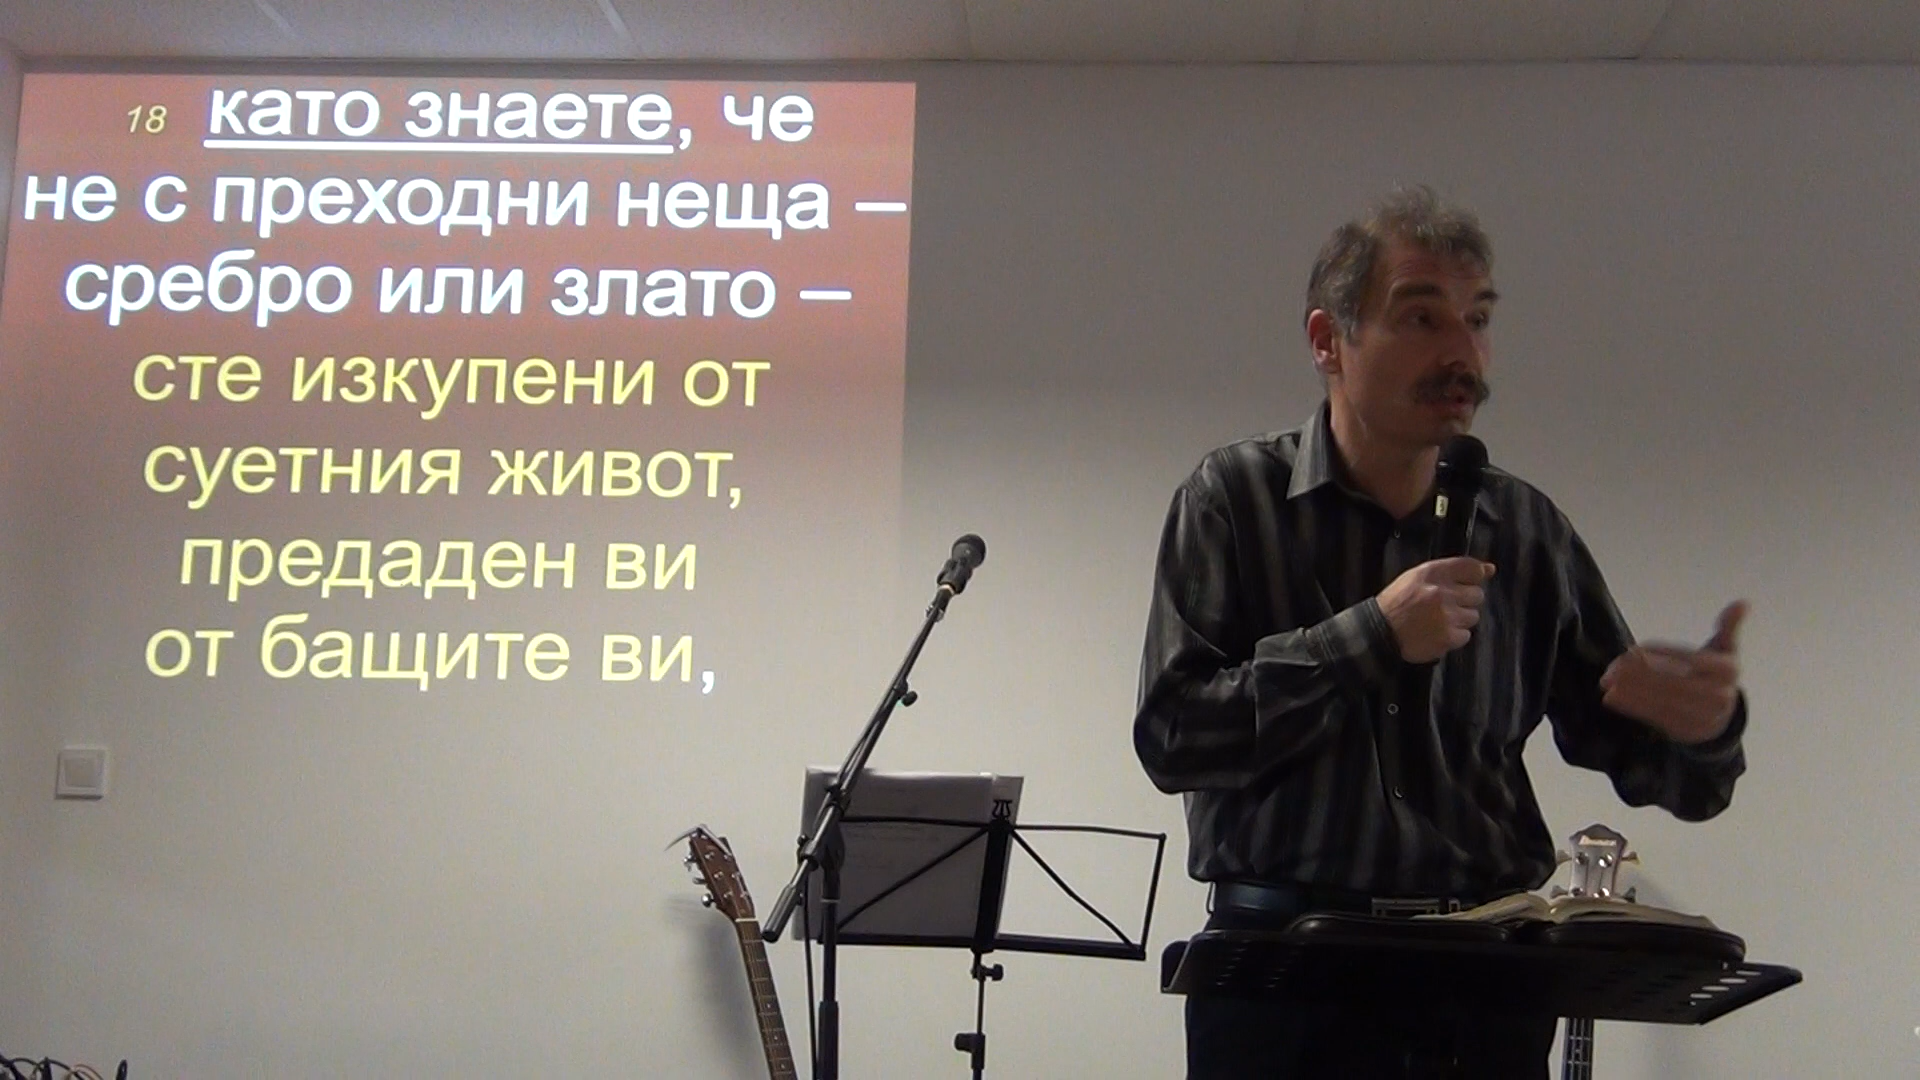 18 като знаете, че
не с преходни неща –
сребро или злато –
сте изкупени от
суетния живот,
предаден ви
от бащите ви,
Ibanez